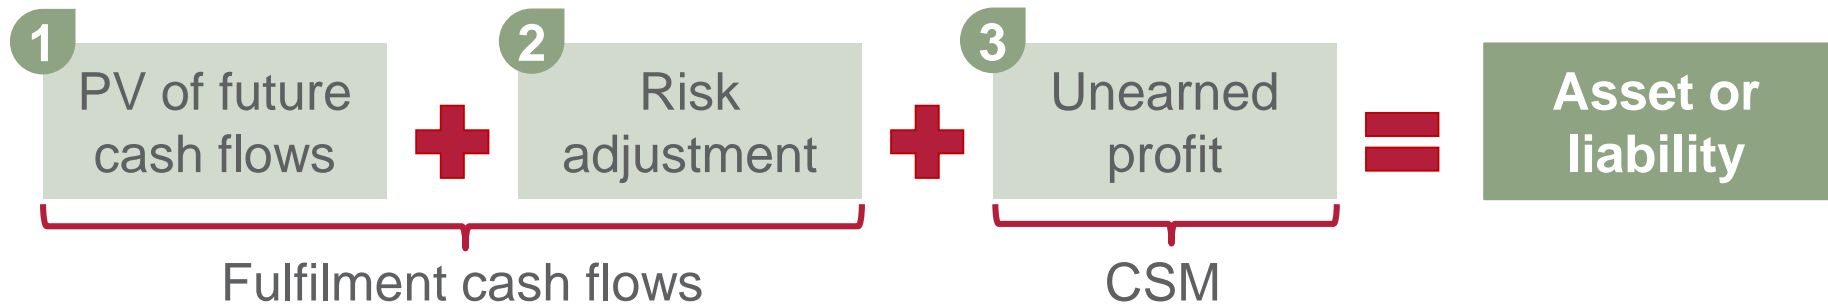 1
PV of future
cash flows
2
Risk
adjustment
3
Unearned
profit
Asset or
liability
Fulfilment cash flows
CSM